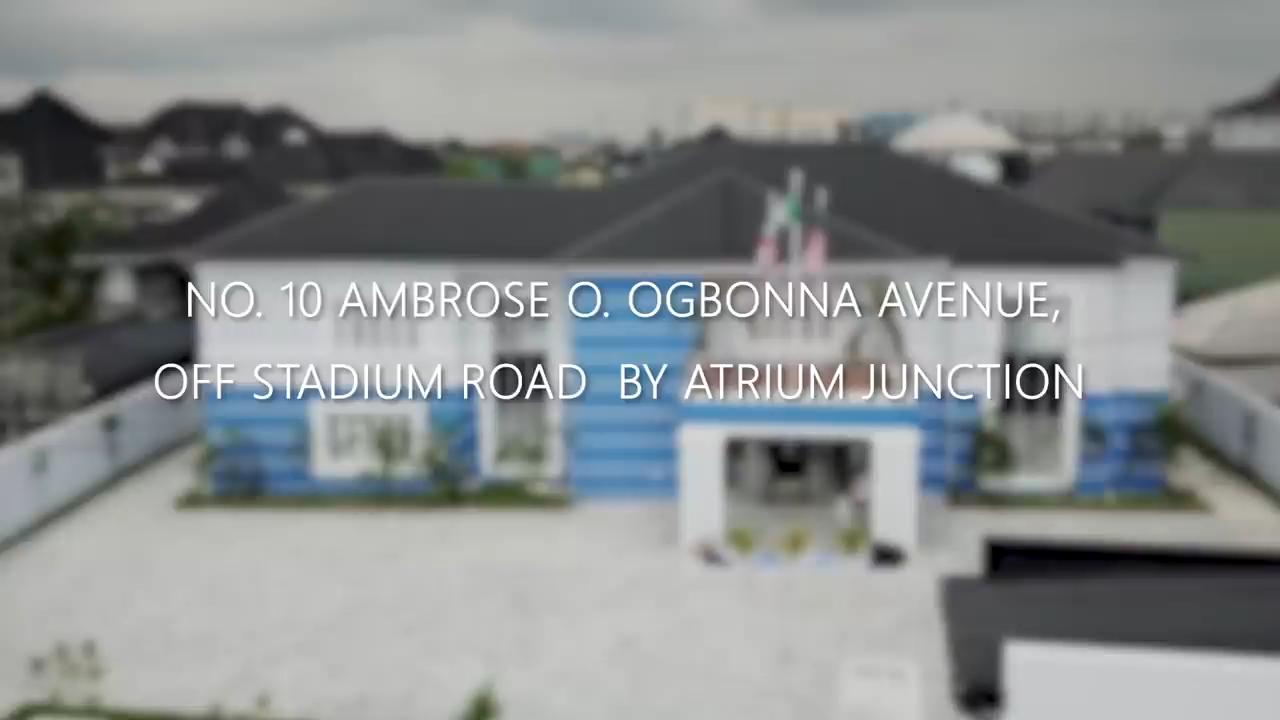 NO. 10 AMBROSE O. OGBONNA AVENUE,
OFF STADIUM ROAD BY ATRIUM JUNCTION